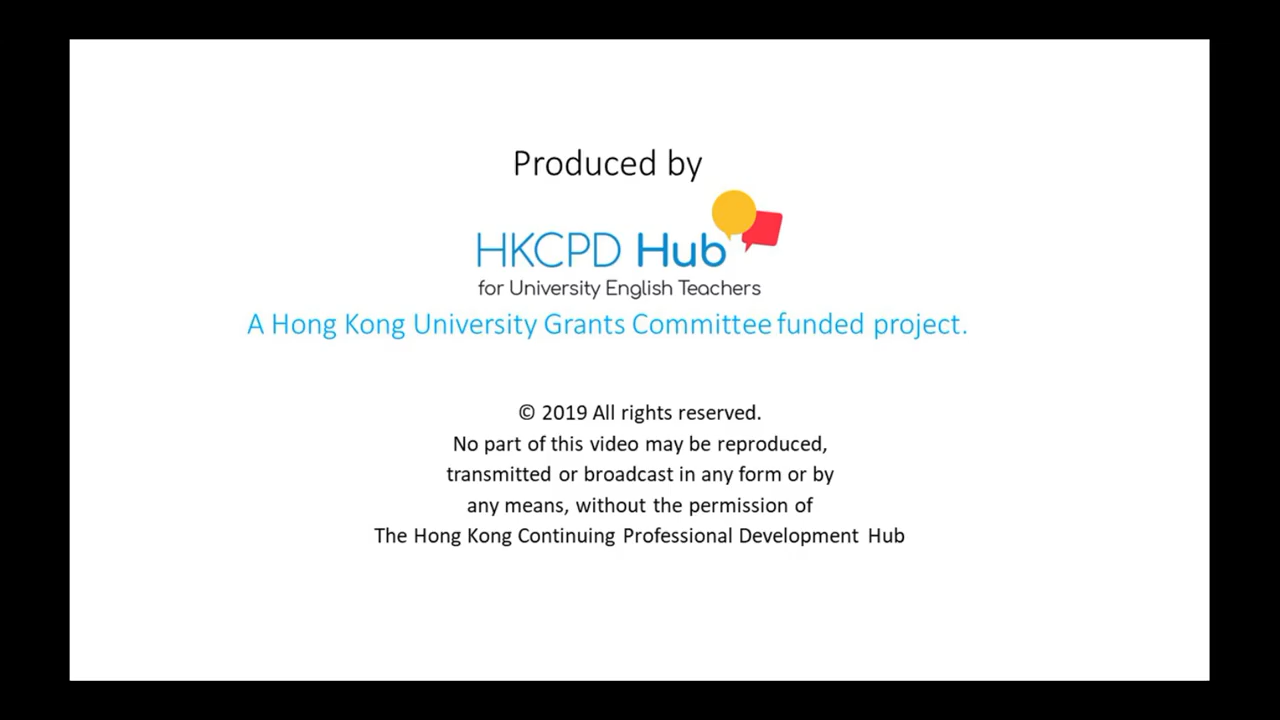 Produced by
HKCPD Hub
for University English Teachers
A Hong Kong University Grants Committee funded project.
© 2019 All rights reserved.
No part of this video may be reproduced,
transmitted or broadcast in any form or by
any means, without the permission of
The Hong Kong Continuing Professional Development Hub